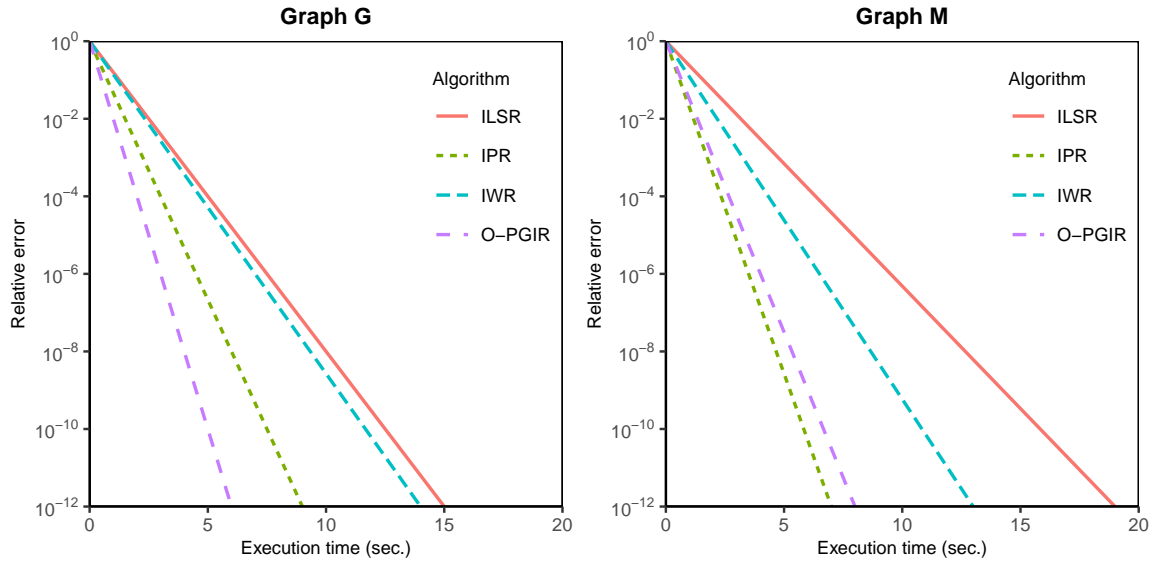 Graph G
Relative error
10^0
10^−2
10^−4
10^−6
10^−8
10^−10
10^−12
0 5 10 15 20
Execution time (sec.)
Algorithm
ILSR
IPR
IWR
O−PGIR
Graph M
Relative error
10^0
10^−2
10^−4
10^−6
10^−8
10^−10
10^−12
0 5 10 15 20
Execution time (sec.)
Algorithm
ILSR
IPR
IWR
O−PGIR